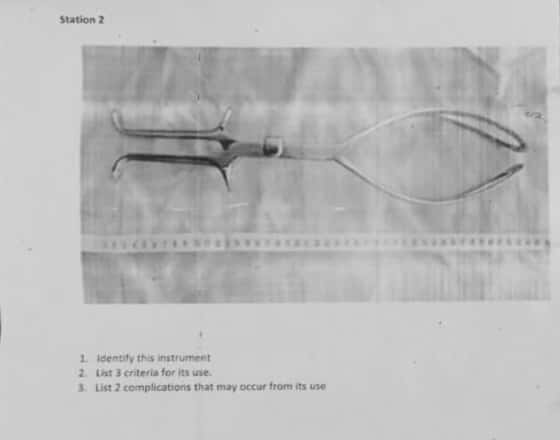 Station 2
1. Identify this instrument
2. List 3 criteria for its use.
3. List 2 complications that may occur from its use